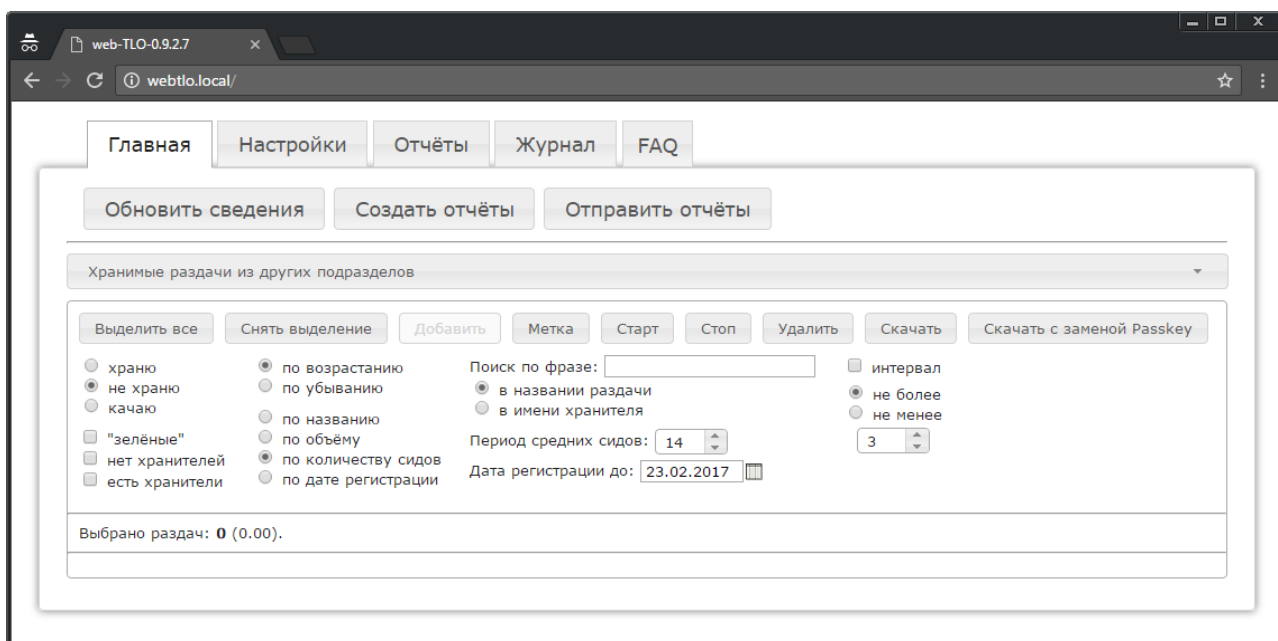 web-TLO-0.9.2.7
webtlo.local/
Главная Настройки Отчёты Журнал FAQ
Обновить сведения Создать отчёты Отправить отчёты
Хранимые раздачи из других подразделов
Выделить все Снять выделение Добавить Метка Старт Стоп Удалить Скачать Скачать с заменой Passkey
храню
не храню
качаю
"зелёные"
нет хранителей
есть хранители
по возрастанию
по убыванию
по названию
по объёму
по количеству сидов
по дате регистрации
Поиск по фразе:
в названии раздачи
в имени хранителя
Период средних сидов: 14
Дата регистрации до: 23.02.2017
интервал
не более
не менее
3
Выбрано раздач: 0 (0.00).